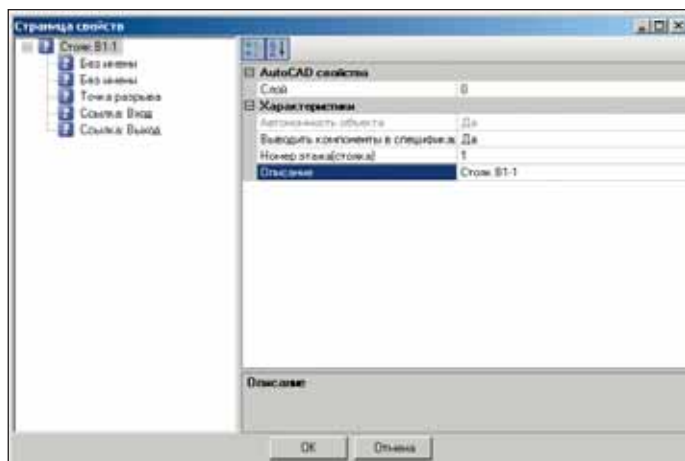 Страница свойств
Стояк В1-1
Без имени
Без имени
Точка разрыва
Ссылка: Вход
Ссылка: Выход
AutoCAD свойства
Слой 0
Характеристики
Автономность объекта Да
Выводить компоненты в специфика Да
Номер этажа(стояка) 1
Описание Стояк В1-1
Описание
OK Отмена